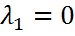 λ₁ = 0